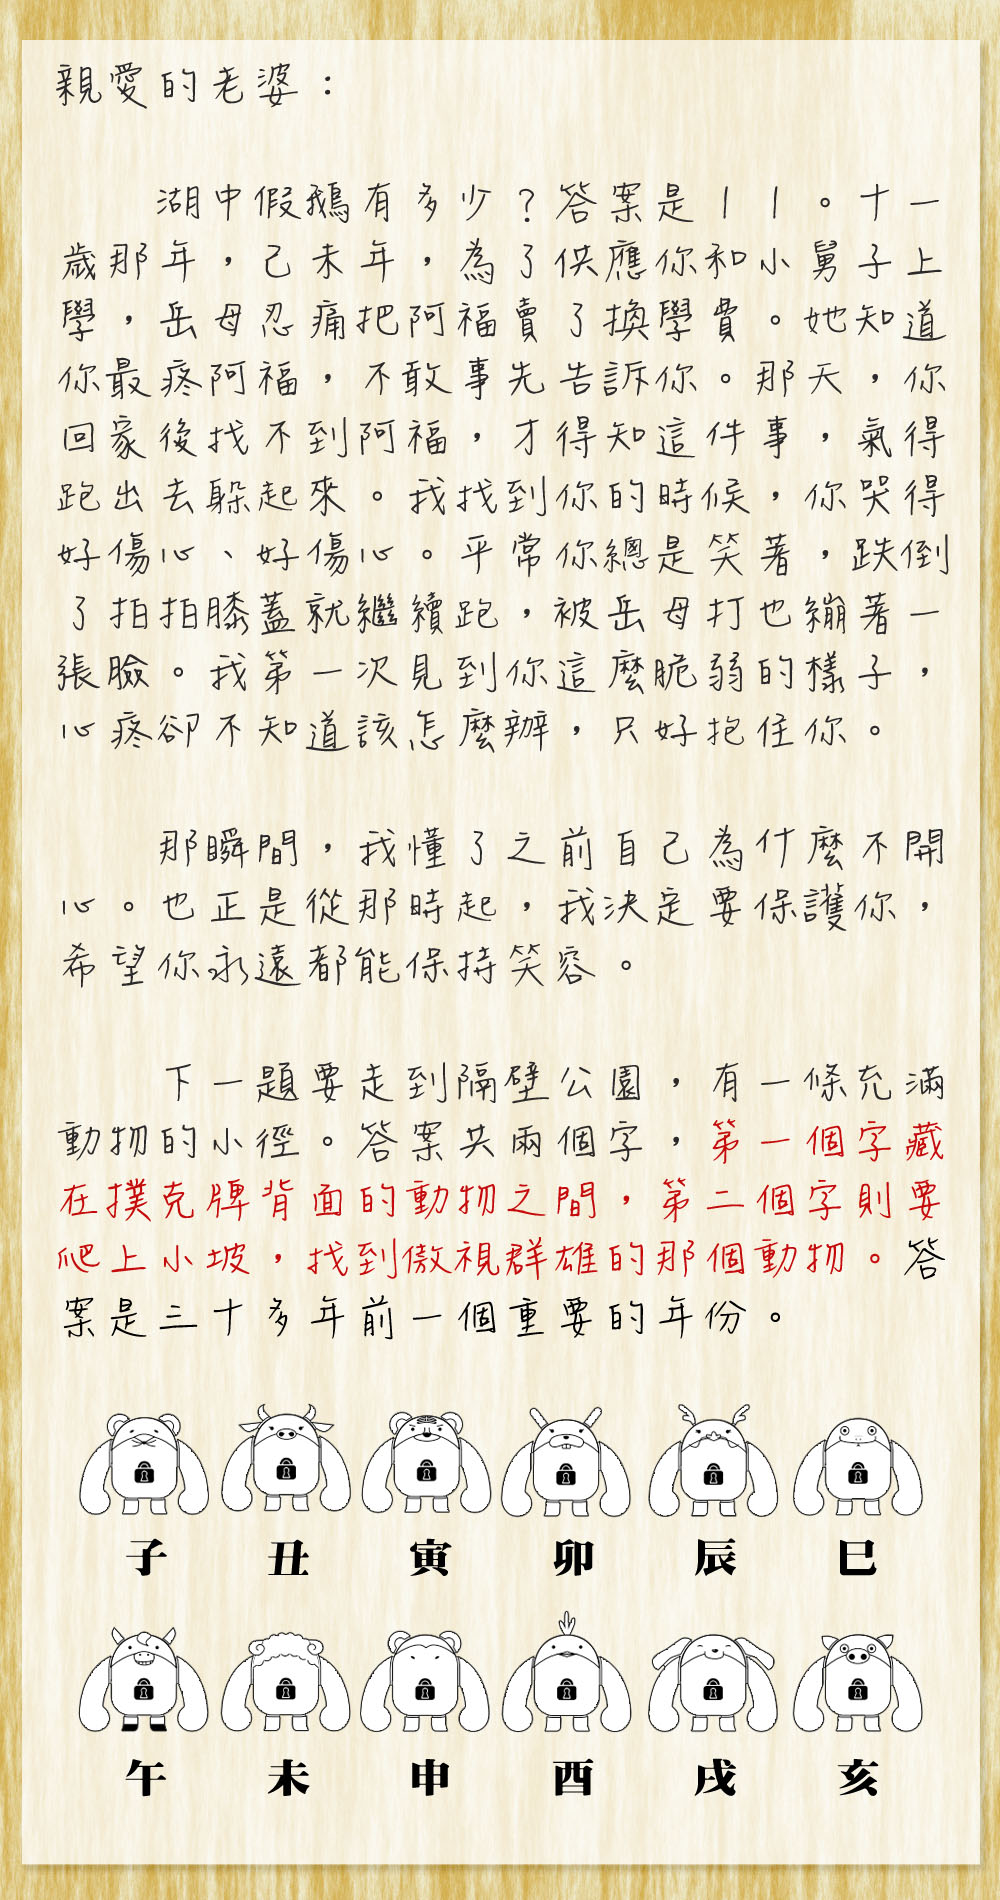 親愛的老婆：
湖中假鵝有多少？答案是11。十一
歲那年，己未年，為了供應你和小舅子上
學，岳母忍痛把阿福賣了換學費。她知道
你最疼阿福，不敢事先告訴你。那天，你
回家後找不到阿福，才得知這件事，氣得
跑出去躲起來。我找到你的時候，你哭得
好傷心、好傷心。平常你總是笑著，跌倒
了拍拍膝蓋就繼續跑，被岳母打也繃著一
張臉。我第一次見到你這麼脆弱的樣子，
心疼卻不知道該怎麼辦，只好抱住你。
那瞬間，我懂了之前自己為什麼不開
心。也正是從那時起，我決定要保護你，
希望你永遠都能保持笑容。
下一題要走到隔壁公園，有一條充滿
動物的小徑。答案共兩個字，第一個字藏
在撲克牌背面的動物之間，第二個字則要
爬上小坡，找到傲視群雄的那個動物。答
案是三十多年前一個重要的年份。
子 丑 寅 卯 辰 巳
午 未 申 酉 戌 亥